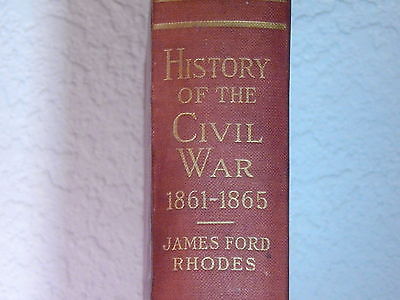 HISTORY
OF THE
CIVIL
WAR
1861-1865
JAMES FORD
RHODES